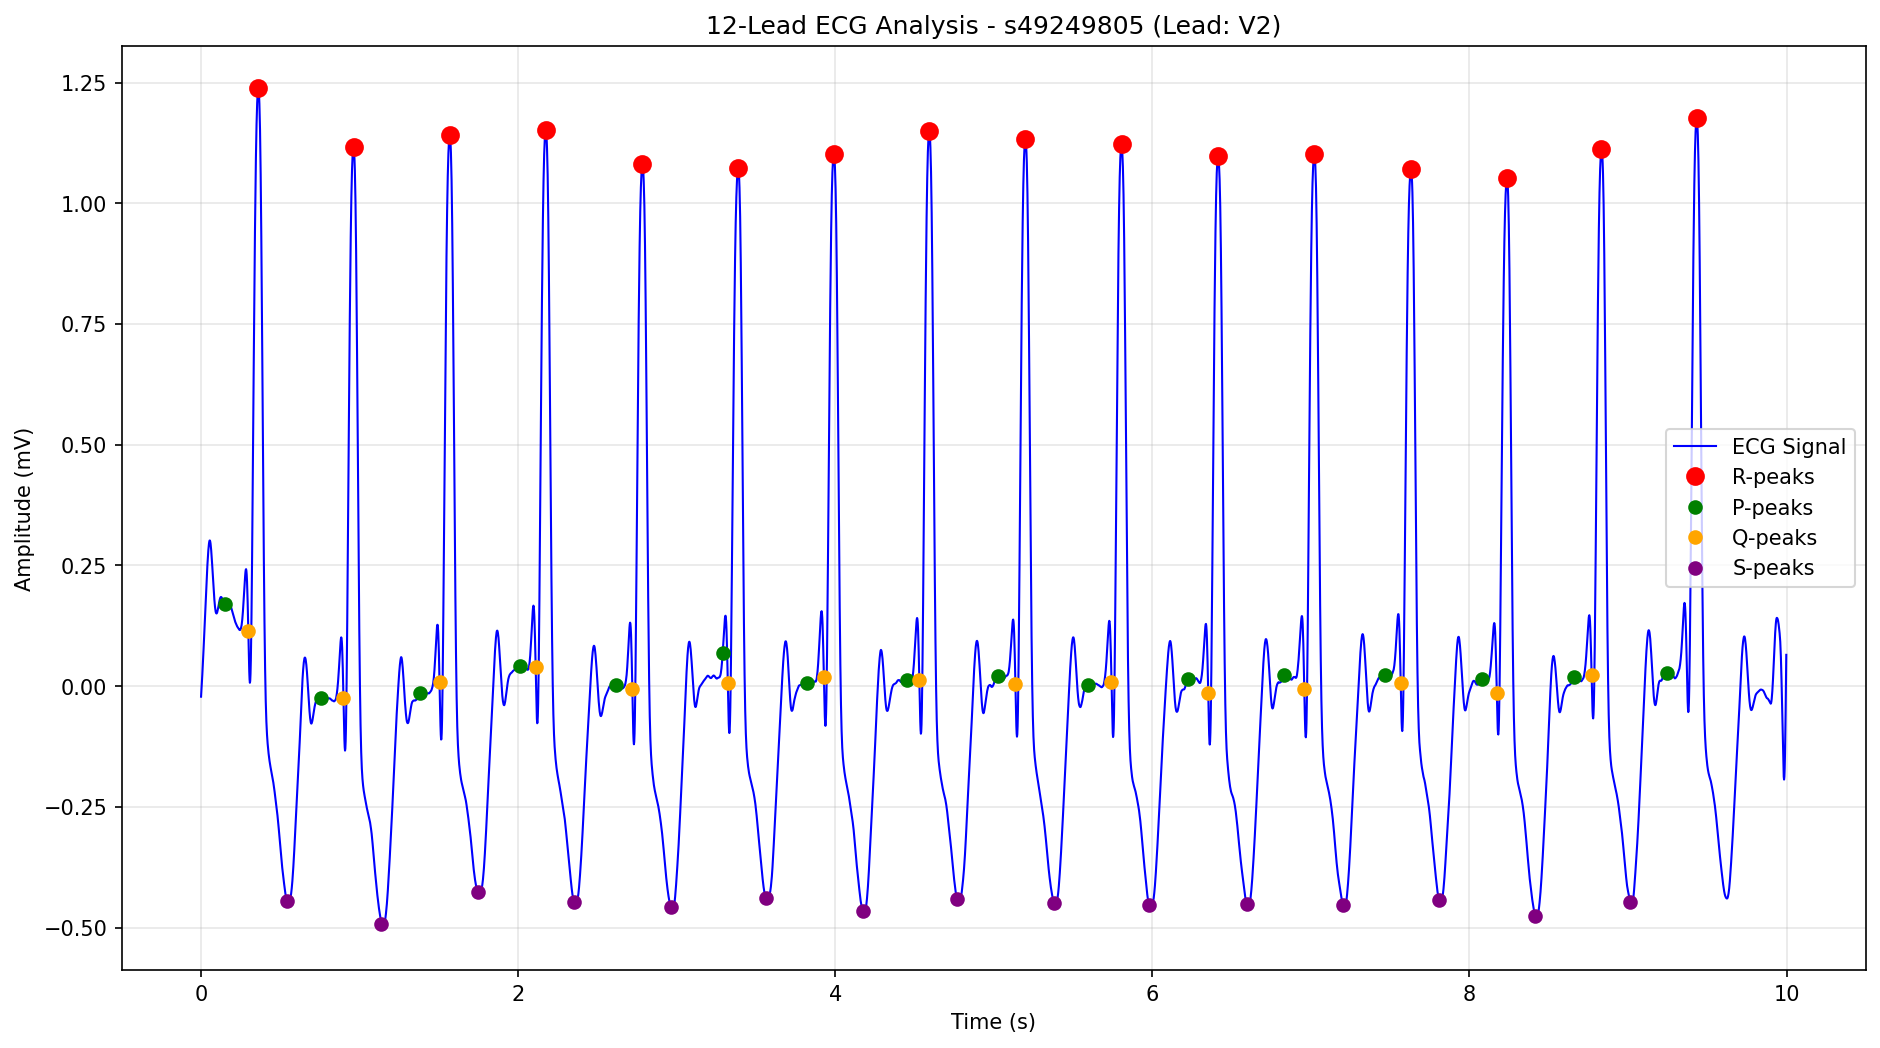 12-Lead ECG Analysis - s49249805 (Lead: V2)
1.25
1.00
0.75
0.50
0.25
0.00
−0.25
−0.50
Amplitude (mV)
ECG Signal
R-peaks
P-peaks
Q-peaks
S-peaks
0 2 4 6 8 10
Time (s)